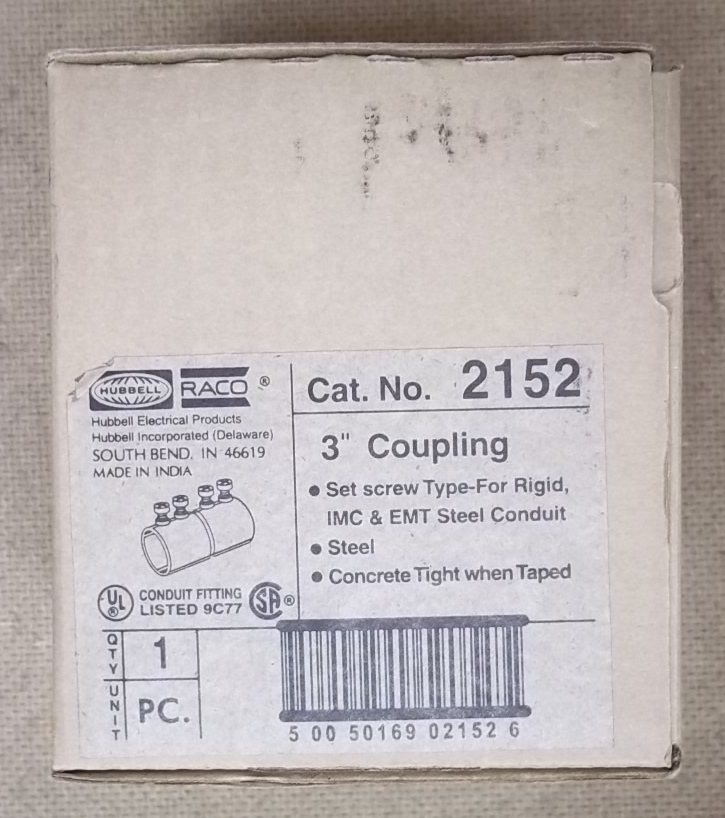 HUBBELL RACO ®
Hubbell Electrical Products
Hubbell Incorporated (Delaware)
SOUTH BEND, IN 46619
MADE IN INDIA
UL ® CONDUIT FITTING
LISTED 9C77 SA ®
Cat. No. 2152
3" Coupling
● Set screw Type-For Rigid,
IMC & EMT Steel Conduit
● Steel
● Concrete Tight when Taped
QTY 1
UNIT PC.
5 00 50169 02152 6